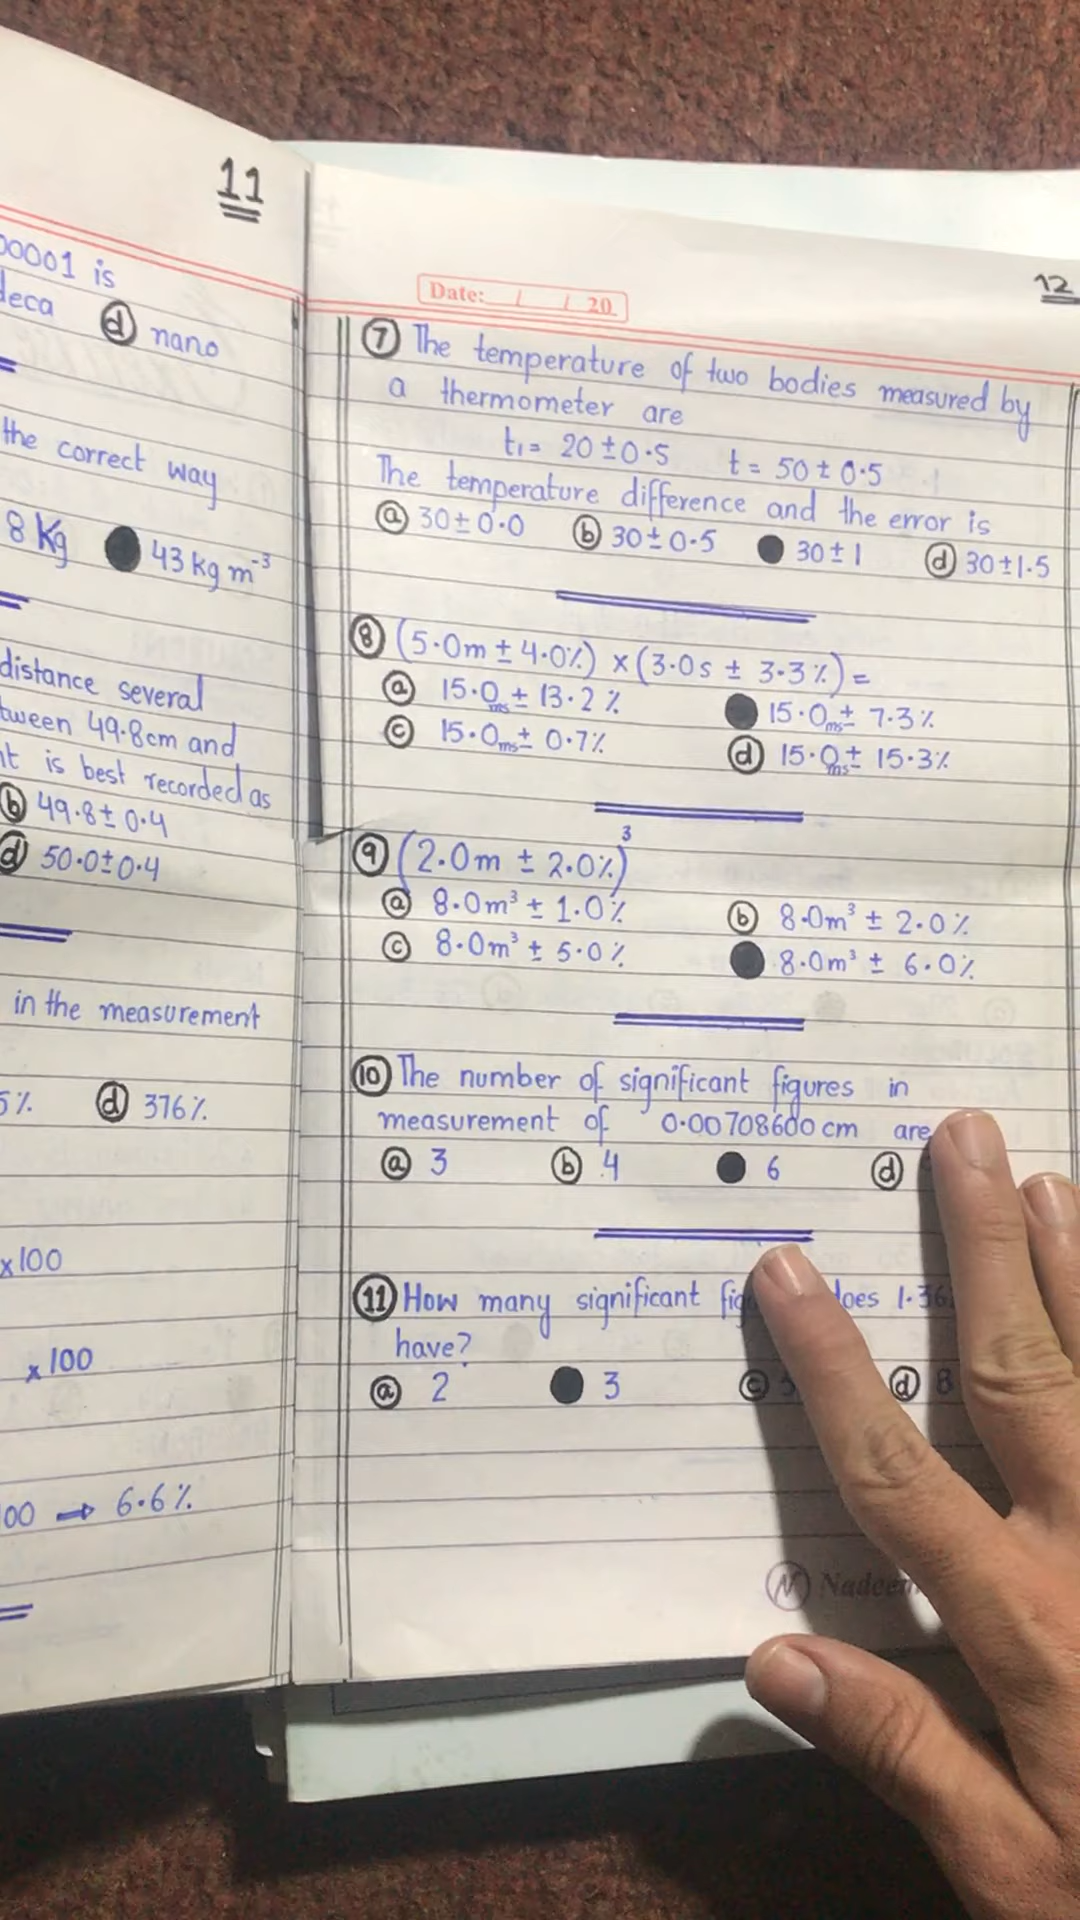 11
00001 is
deca (d) nano
the correct way
8 Kg ● 43 kg m⁻³
distance several
tween 49.8cm and
it is best recorded as
(b) 49.8 ± 0.4
(d) 50.0 ± 0.4
in the measurement
5% (d) 376%
x100
x100
00 → 6.6%
12
Date: / / 20
(7) The temperature of two bodies measured by
a thermometer are
t₁ = 20 ± 0.5 t = 50 ± 0.5
The temperature difference and the error is
(a) 30 ± 0.0 (b) 30 ± 0.5 ● 30 ± 1 (d) 30 ± 1.5
(8) (5.0m ± 4.0%) × (3.0s ± 3.3%) =
(a) 15.0 ms ± 13.2% ● 15.0 ms ± 7.3%
(c) 15.0 ms ± 0.7% (d) 15.0 ms ± 15.3%
(9) (2.0m ± 2.0%)³
(a) 8.0m³ ± 1.0% (b) 8.0m³ ± 2.0%
(c) 8.0m³ ± 5.0% ● 8.0m³ ± 6.0%
(10) The number of significant figures in
measurement of 0.00708600 cm are
(a) 3 (b) 4 ● 6 (d)
(11) How many significant does 1.36
have?
(a) 2 ● 3 (c) (d) 8
N